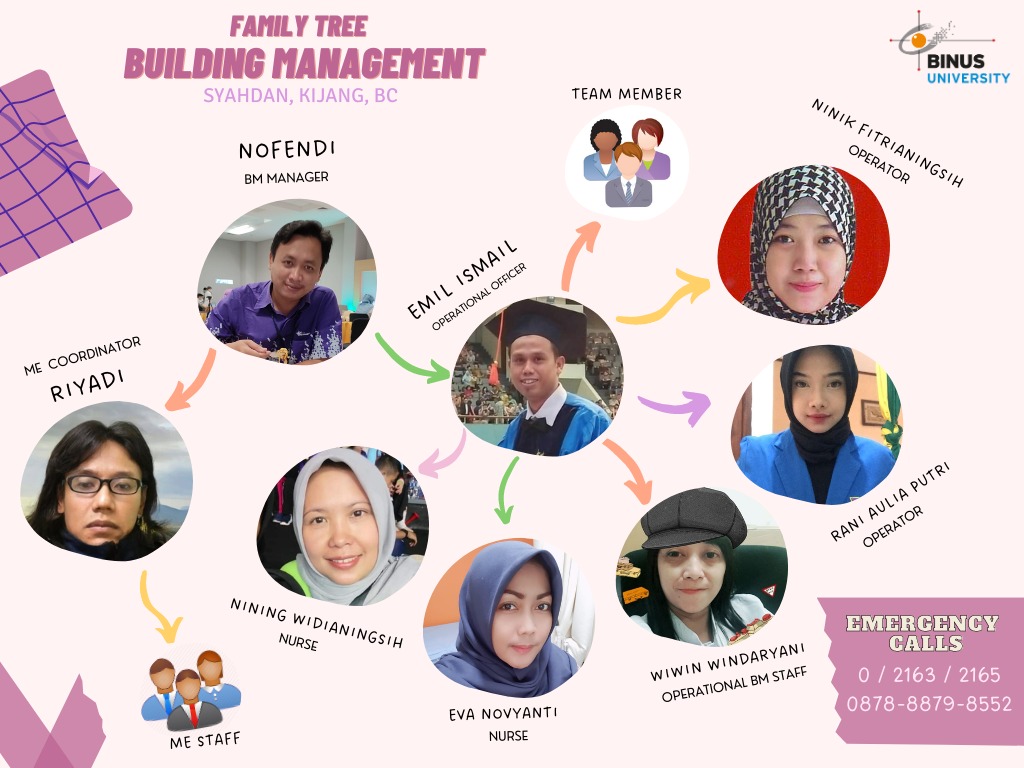 FAMILY TREE
BUILDING MANAGEMENT
SYAHDAN, KIJANG, BC
BINUS
UNIVERSITY
TEAM MEMBER
NINIK FITRIANINGSIH
OPERATOR
NOFENDI
BM MANAGER
EMIL ISMAIL
OPERATIONAL OFFICER
ME COORDINATOR
RIYADI
RANI AULIA PUTRI
OPERATOR
NINING WIDIANINGSIH
NURSE
EVA NOVYANTI
NURSE
WIWIN WINDARYANI
OPERATIONAL BM STAFF
ME STAFF
EMERGENCY
CALLS
0 / 2163 / 2165
0878-8879-8552